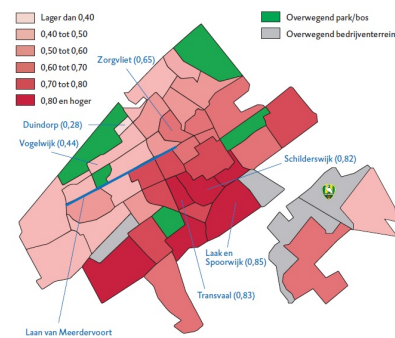 Lager dan 0,40
0,40 tot 0,50
0,50 tot 0,60
0,60 tot 0,70
0,70 tot 0,80
0,80 en hoger
Overwegend park/bos
Overwegend bedrijventerrein
Zorgvliet (0,65)
Duindorp (0,28)
Vogelwijk (0,44)
Schilderswijk (0,82)
Laak en
Spoorwijk (0,85)
Transvaal (0,83)
Laan van Meerdervoort